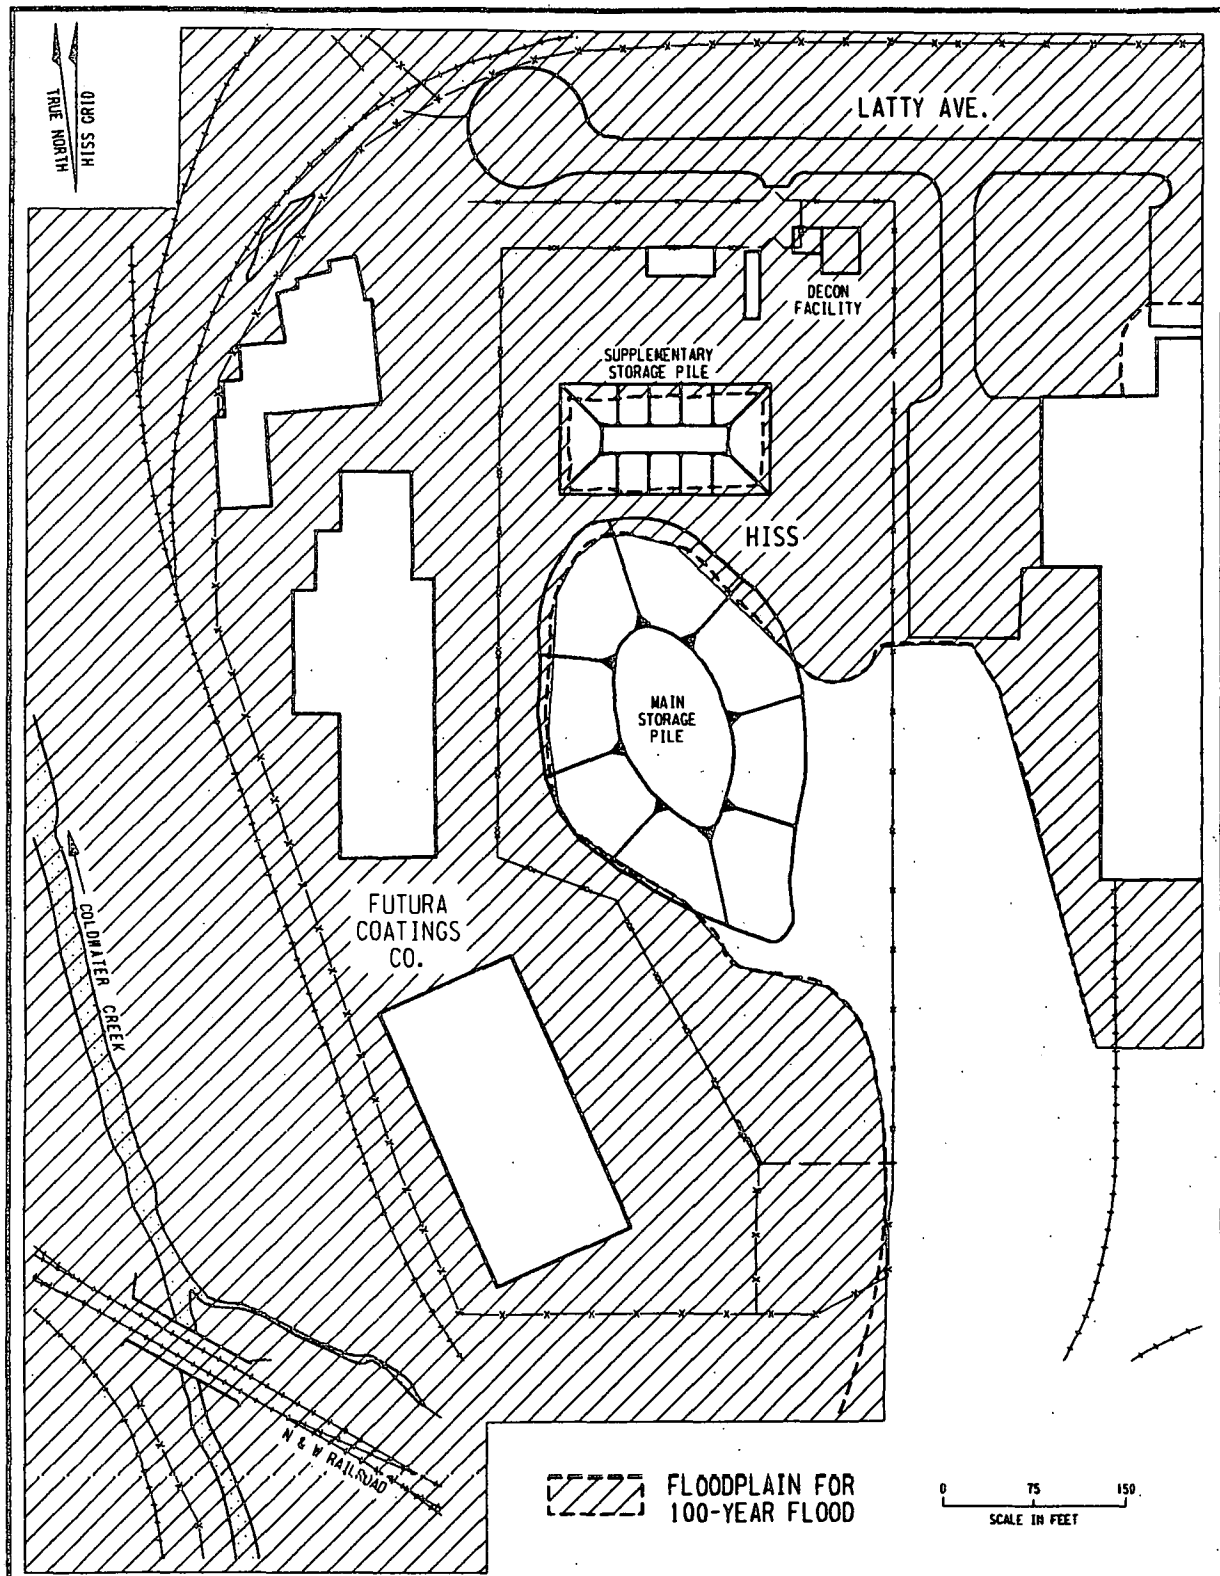 TRUE NORTH
HISS GRID
LATTY AVE.
DECON
FACILITY
SUPPLEMENTARY
STORAGE PILE
HISS
MAIN
STORAGE
PILE
FUTURA
COATINGS
CO.
COLDWATER CREEK
N & W RAILROAD
FLOODPLAIN FOR
100-YEAR FLOOD
0 75 150
SCALE IN FEET